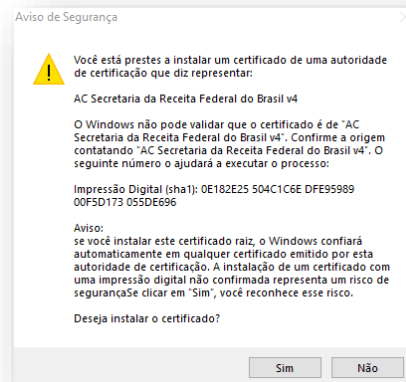 Aviso de Segurança
Você está prestes a instalar um certificado de uma autoridade
de certificação que diz representar:
AC Secretaria da Receita Federal do Brasil v4
O Windows não pode validar que o certificado é de "AC
Secretaria da Receita Federal do Brasil v4". Confirme a origem
contatando "AC Secretaria da Receita Federal do Brasil v4". O
seguinte número o ajudará a executar o processo:
Impressão Digital (sha1): 0E182E25 504C1C6E DFE95989
00F5D173 055DE696
Aviso:
se você instalar este certificado raiz, o Windows confiará
automaticamente em qualquer certificado emitido por esta
autoridade de certificação. A instalação de um certificado com
uma impressão digital não confirmada representa um risco de
segurançaSe clicar em "Sim", você reconhece esse risco.
Deseja instalar o certificado?
Sim Não